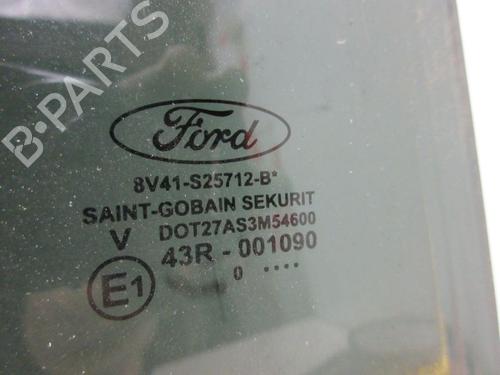 B-PARTS
Ford
8V41-S25712-B*
SAINT-GOBAIN SEKURIT
V DOT27AS3M54600
43R - 001090
E1
0 ....